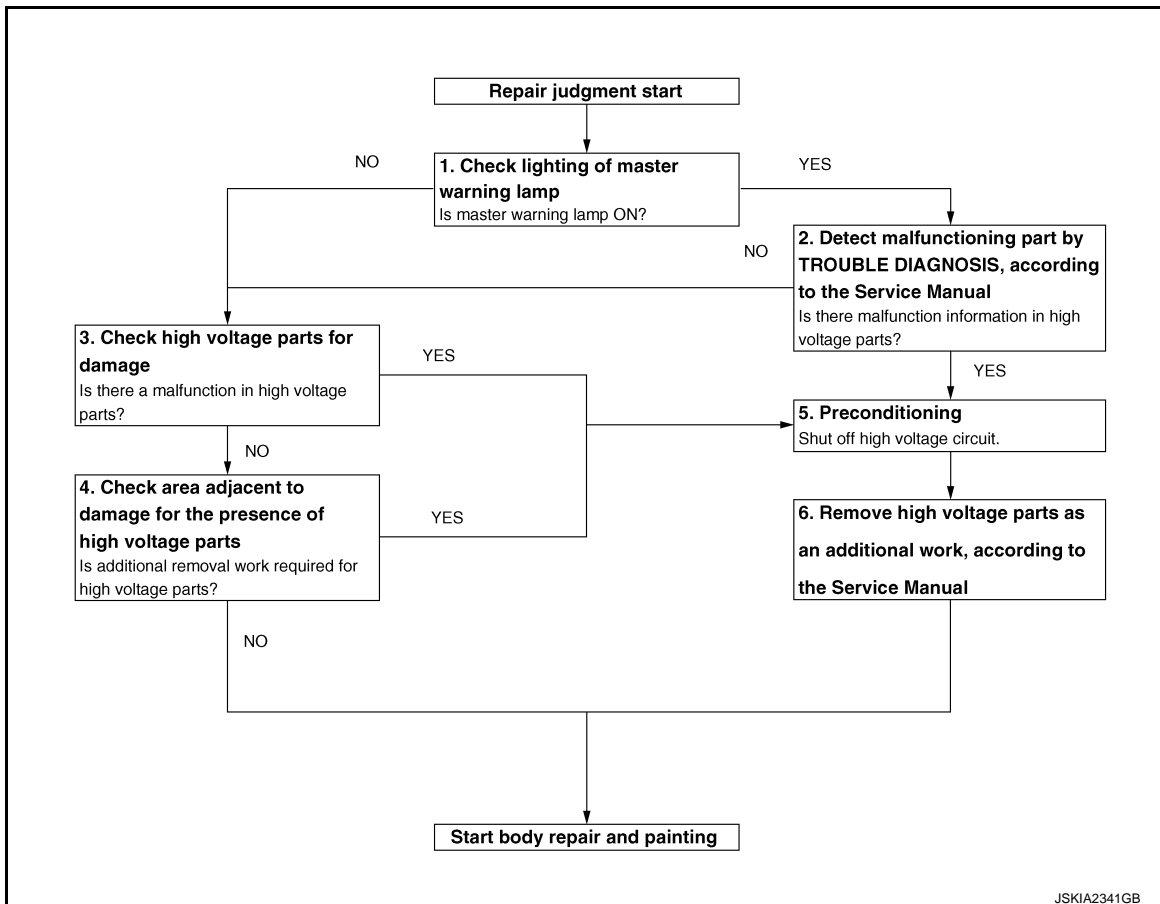 Repair judgment start
NO
1. Check lighting of master
warning lamp
Is master warning lamp ON?
YES
NO
2. Detect malfunctioning part by
TROUBLE DIAGNOSIS, according
to the Service Manual
Is there malfunction information in high
voltage parts?
3. Check high voltage parts for
damage
Is there a malfunction in high voltage
parts?
YES
YES
5. Preconditioning
Shut off high voltage circuit.
NO
4. Check area adjacent to
damage for the presence of
high voltage parts
Is additional removal work required for
high voltage parts?
YES
6. Remove high voltage parts as
an additional work, according to
the Service Manual
NO
Start body repair and painting
JSKIA2341GB